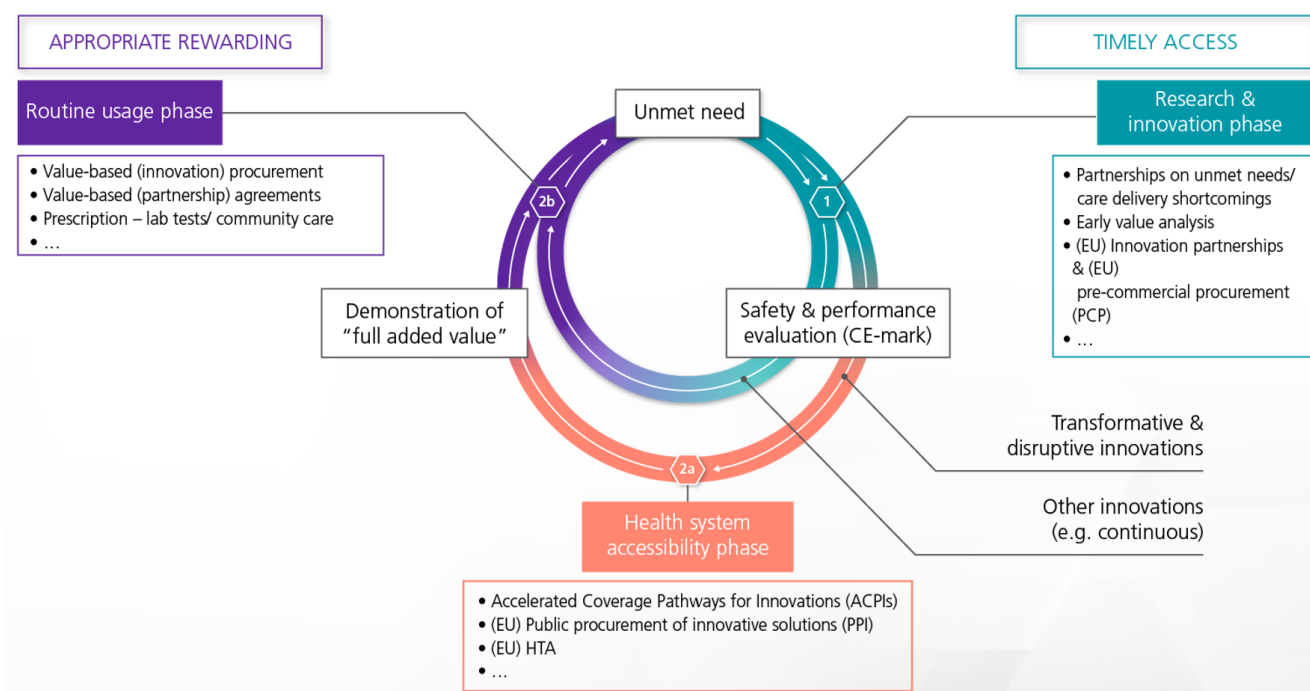 APPROPRIATE REWARDING
TIMELY ACCESS
Routine usage phase
Unmet need
Research &
innovation phase
• Value-based (innovation) procurement
• Value-based (partnership) agreements
• Prescription – lab tests/ community care
• ...
2b
1
• Partnerships on unmet needs/
care delivery shortcomings
• Early value analysis
• (EU) Innovation partnerships
& (EU)
pre-commercial procurement
(PCP)
• ...
Demonstration of
“full added value”
Safety & performance
evaluation (CE-mark)
Transformative &
disruptive innovations
2a
Other innovations
(e.g. continuous)
Health system
accessibility phase
• Accelerated Coverage Pathways for Innovations (ACPIs)
• (EU) Public procurement of innovative solutions (PPI)
• (EU) HTA
• ...